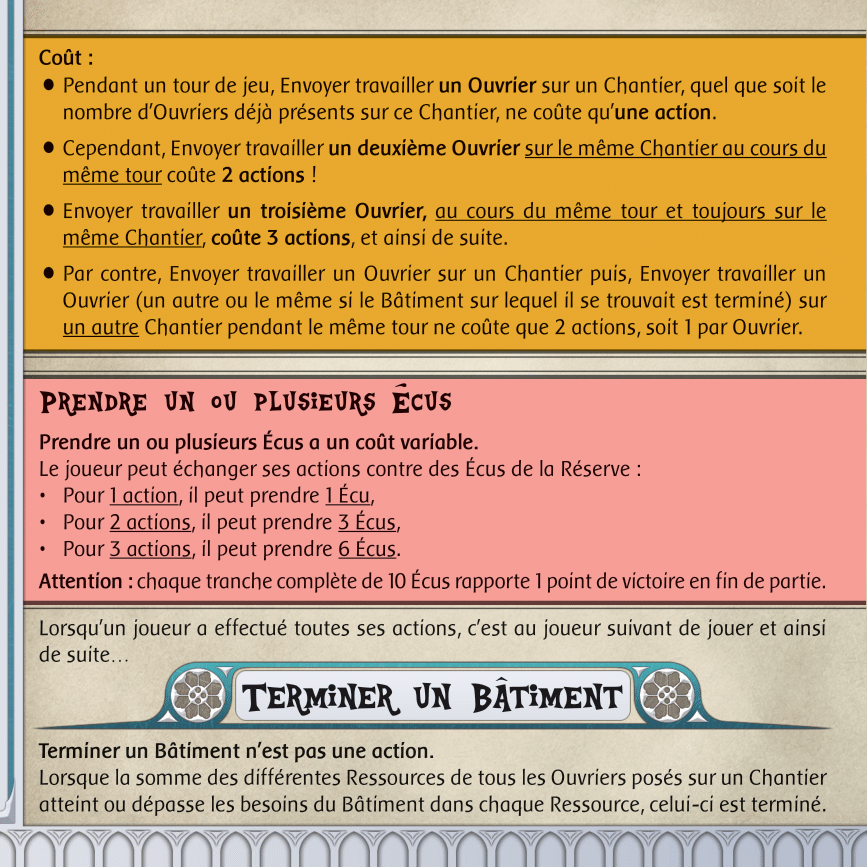 Coût :
● Pendant un tour de jeu, Envoyer travailler un Ouvrier sur un Chantier, quel que soit le
nombre d'Ouvriers déjà présents sur ce Chantier, ne coûte qu'une action.
● Cependant, Envoyer travailler un deuxième Ouvrier sur le même Chantier au cours du
même tour coûte 2 actions !
● Envoyer travailler un troisième Ouvrier, au cours du même tour et toujours sur le
même Chantier, coûte 3 actions, et ainsi de suite.
● Par contre, Envoyer travailler un Ouvrier sur un Chantier puis, Envoyer travailler un
Ouvrier (un autre ou le même si le Bâtiment sur lequel il se trouvait est terminé) sur
un autre Chantier pendant le même tour ne coûte que 2 actions, soit 1 par Ouvrier.
Prendre un ou plusieurs Écus
Prendre un ou plusieurs Écus a un coût variable.
Le joueur peut échanger ses actions contre des Écus de la Réserve :
• Pour 1 action, il peut prendre 1 Écu,
• Pour 2 actions, il peut prendre 3 Écus,
• Pour 3 actions, il peut prendre 6 Écus.
Attention : chaque tranche complète de 10 Écus rapporte 1 point de victoire en fin de partie.
Lorsqu'un joueur a effectué toutes ses actions, c'est au joueur suivant de jouer et ainsi
de suite…
Terminer un Bâtiment
Terminer un Bâtiment n'est pas une action.
Lorsque la somme des différentes Ressources de tous les Ouvriers posés sur un Chantier
atteint ou dépasse les besoins du Bâtiment dans chaque Ressource, celui-ci est terminé.